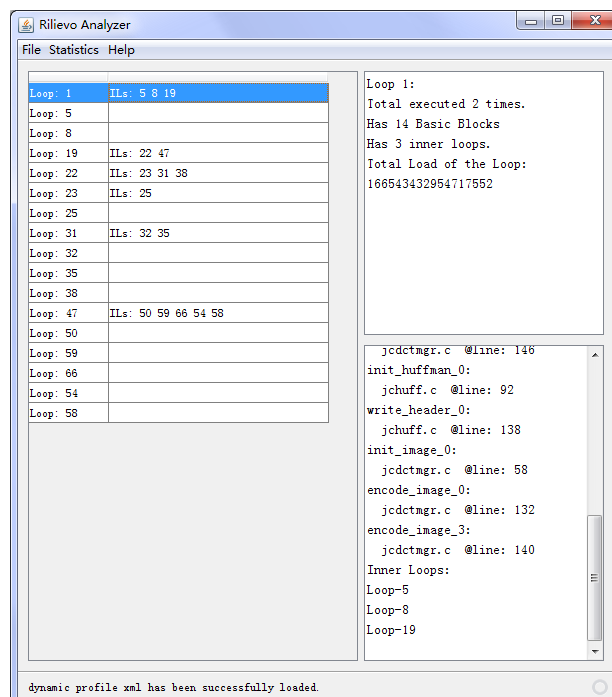 Rilievo Analyzer
File Statistics Help
Loop: 1 ILs: 5 8 19
Loop: 5
Loop: 8
Loop: 19 ILs: 22 47
Loop: 22 ILs: 23 31 38
Loop: 23 ILs: 25
Loop: 25
Loop: 31 ILs: 32 35
Loop: 32
Loop: 35
Loop: 38
Loop: 47 ILs: 50 59 66 54 58
Loop: 50
Loop: 59
Loop: 66
Loop: 54
Loop: 58
Loop 1:
Total executed 2 times.
Has 14 Basic Blocks
Has 3 inner loops.
Total Load of the Loop:
166543432954717552
jcdctmgr.c @line: 146
init_huffman_0:
jchuff.c @line: 92
write_header_0:
jchuff.c @line: 138
init_image_0:
jcdctmgr.c @line: 58
encode_image_0:
jcdctmgr.c @line: 132
encode_image_3:
jcdctmgr.c @line: 140
Inner Loops:
Loop-5
Loop-8
Loop-19
dynamic profile xml has been successfully loaded.